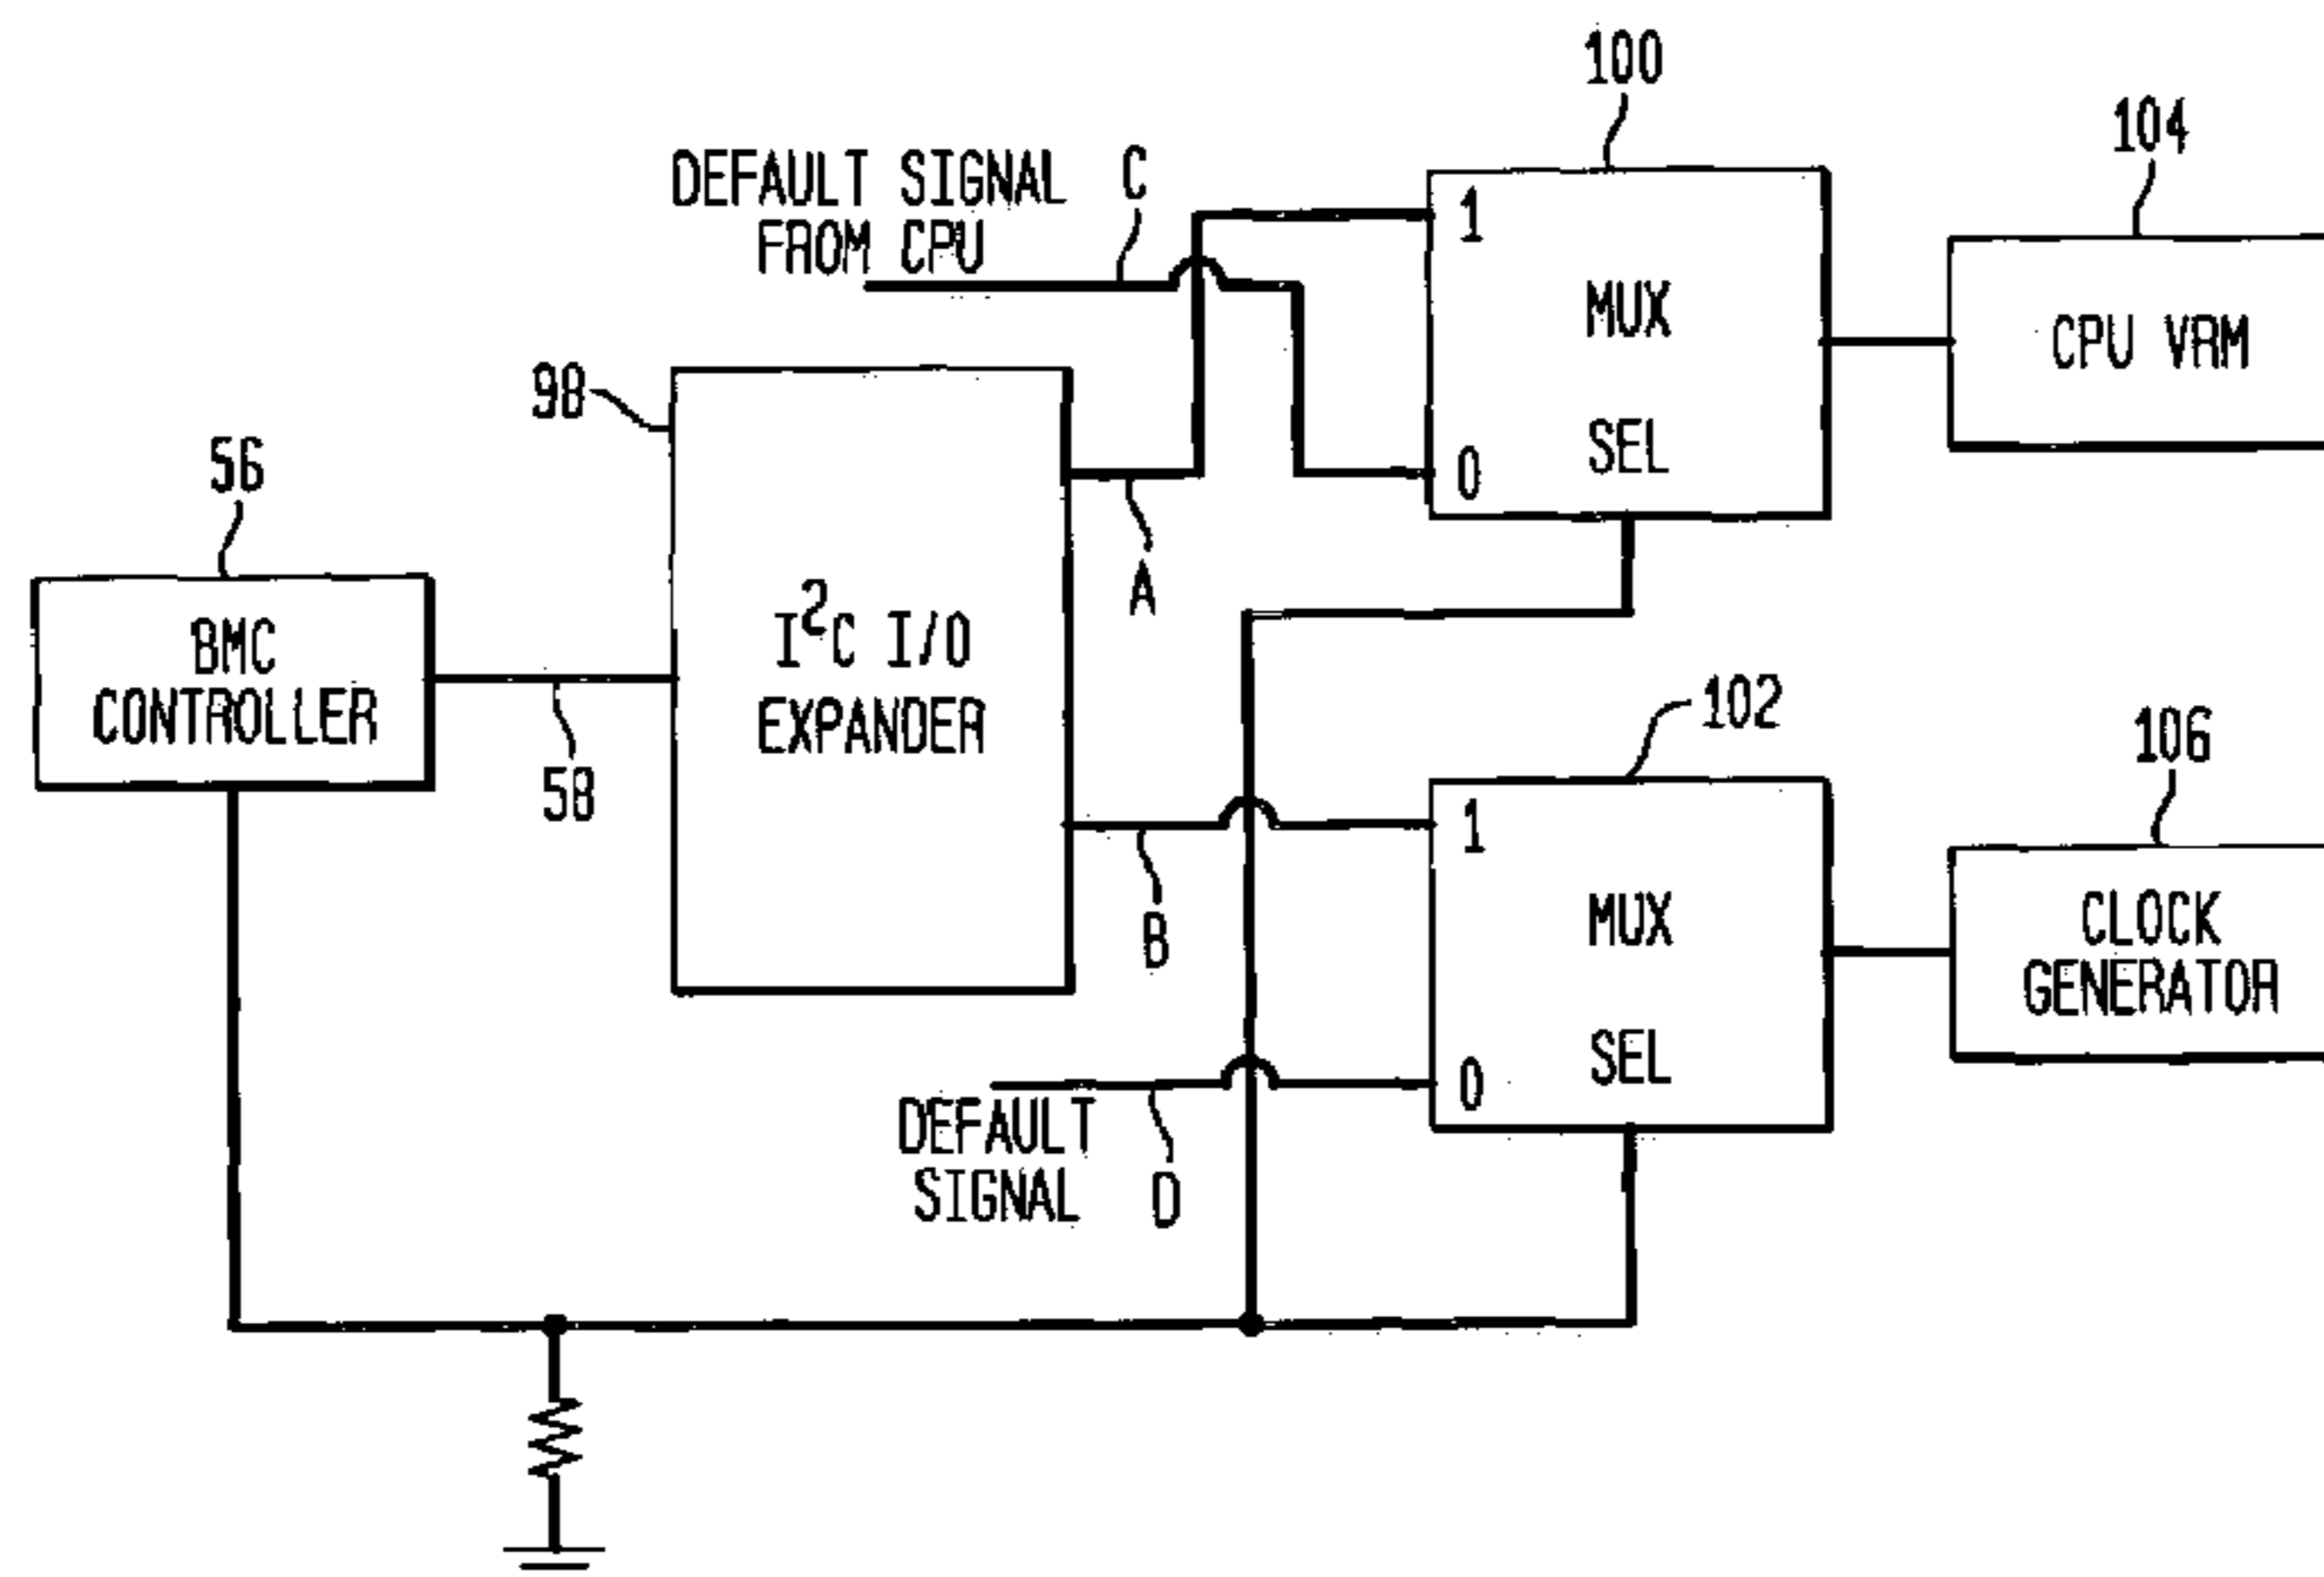 100
104
DEFAULT SIGNAL C
FROM CPU
1
MUX
CPU VRM
98
SEL
0
56
A
I²C I/O
EXPANDER
BMC
CONTROLLER
58
102
106
1
B
MUX
CLOCK
GENERATOR
SEL
0
DEFAULT
SIGNAL
D